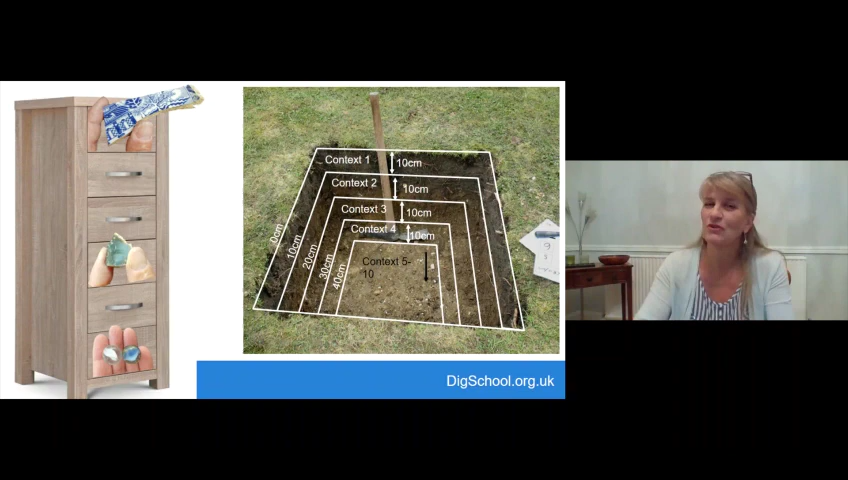 Context 1
10cm
Context 2
10cm
Context 3
10cm
Context 4
10cm
0cm
10cm
20cm
30cm
40cm
Context 5-
10
DigSchool.org.uk